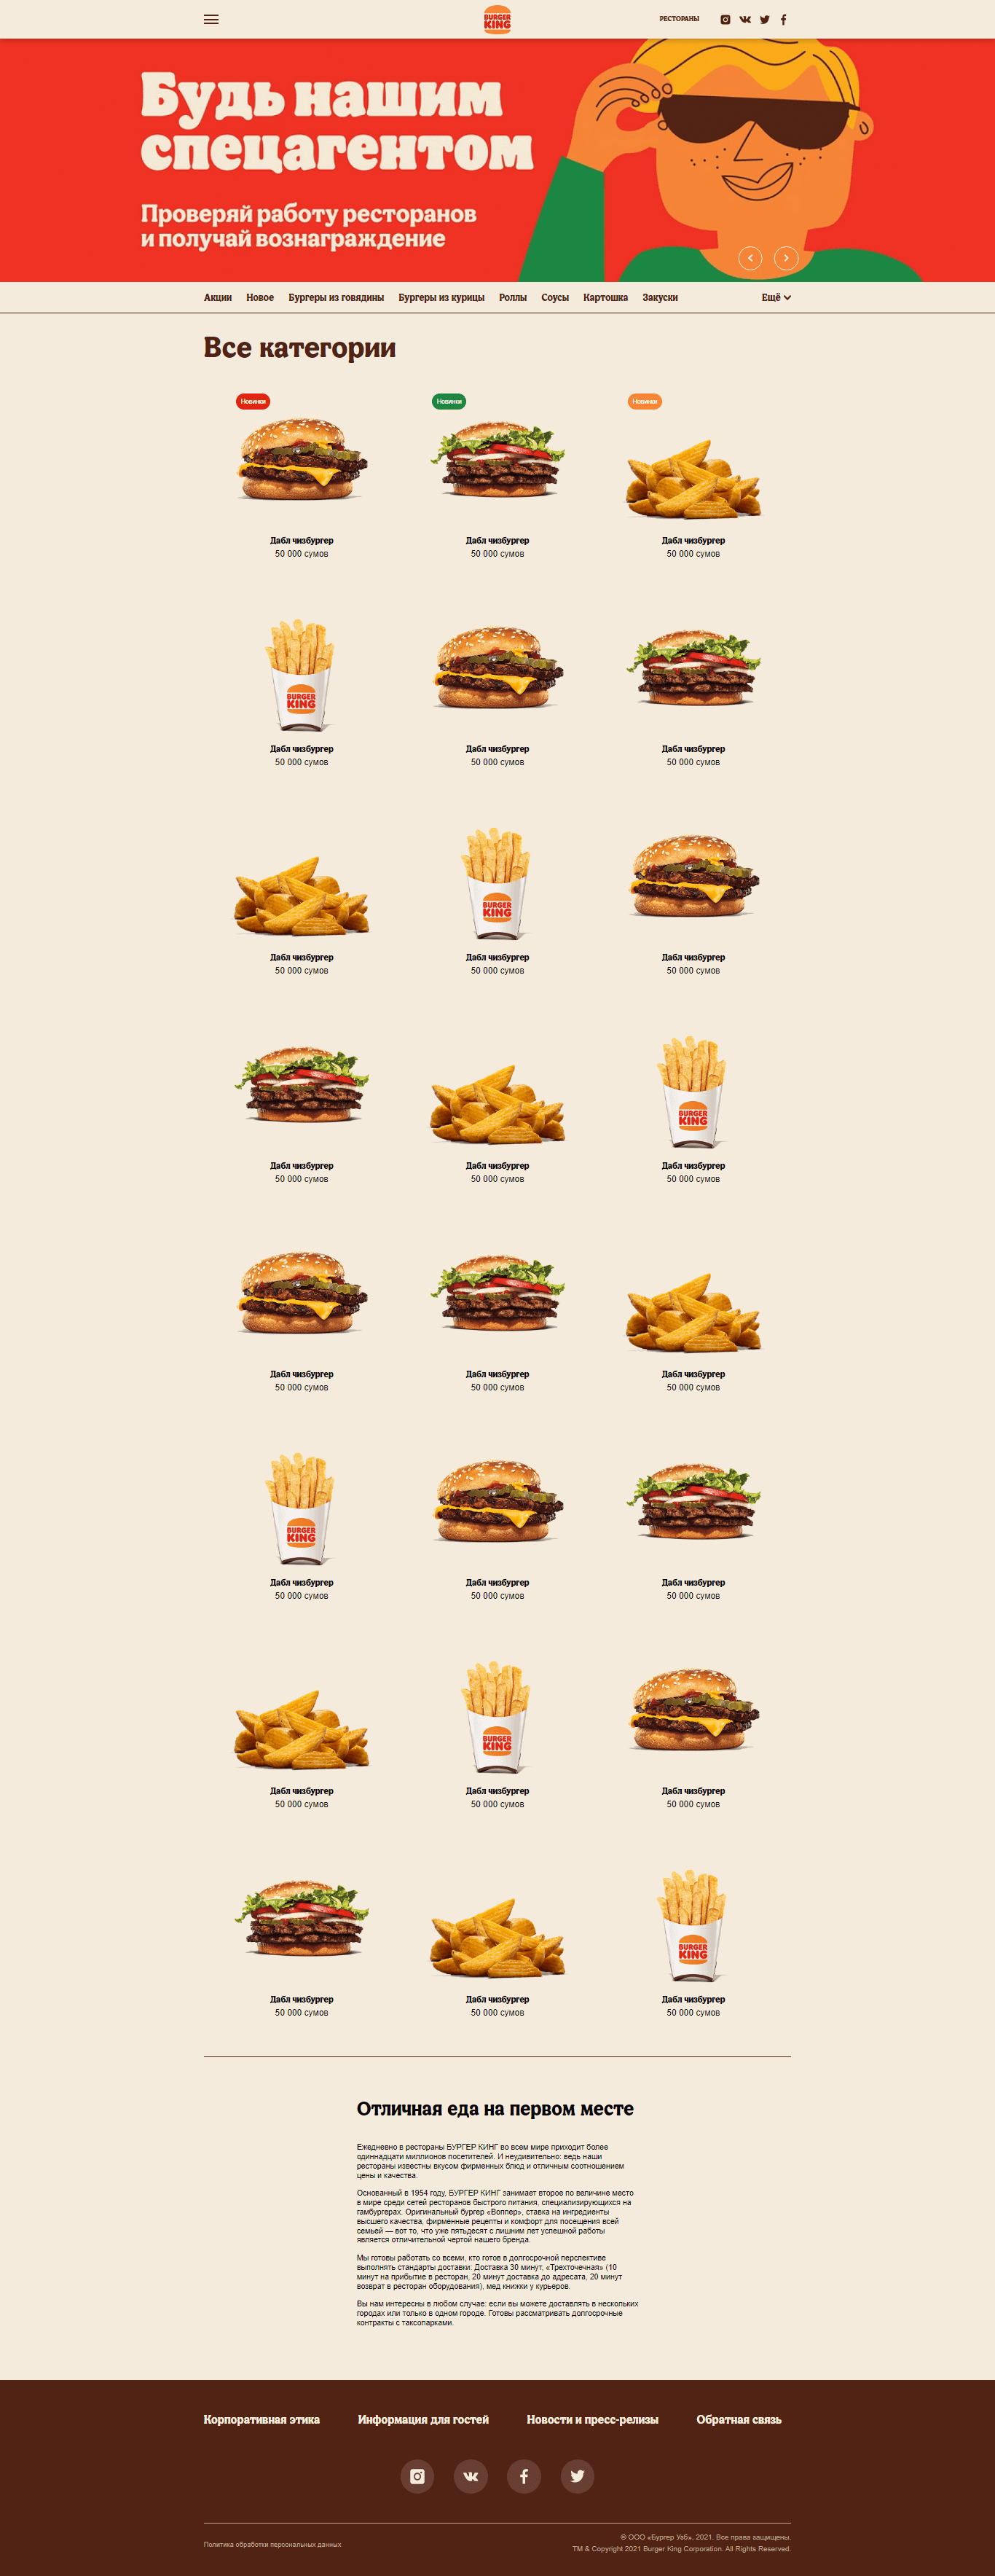 BURGER
KING
РЕСТОРАНЫ
Будь нашим
спецагентом
Проверяй работу ресторанов
и получай вознаграждение
Акции Новое Бургеры из говядины Бургеры из курицы Роллы Соусы Картошка Закуски Ещё
Все категории
Новинки Новинки Новинки
Дабл чизбургер Дабл чизбургер Дабл чизбургер
50 000 сумов 50 000 сумов 50 000 сумов
BURGER
KING
Дабл чизбургер Дабл чизбургер Дабл чизбургер
50 000 сумов 50 000 сумов 50 000 сумов
BURGER
KING
Дабл чизбургер Дабл чизбургер Дабл чизбургер
50 000 сумов 50 000 сумов 50 000 сумов
BURGER
KING
Дабл чизбургер Дабл чизбургер Дабл чизбургер
50 000 сумов 50 000 сумов 50 000 сумов
Дабл чизбургер Дабл чизбургер Дабл чизбургер
50 000 сумов 50 000 сумов 50 000 сумов
BURGER
KING
Дабл чизбургер Дабл чизбургер Дабл чизбургер
50 000 сумов 50 000 сумов 50 000 сумов
BURGER
KING
Дабл чизбургер Дабл чизбургер Дабл чизбургер
50 000 сумов 50 000 сумов 50 000 сумов
BURGER
KING
Дабл чизбургер Дабл чизбургер Дабл чизбургер
50 000 сумов 50 000 сумов 50 000 сумов
Отличная еда на первом месте
Ежедневно в рестораны БУРГЕР КИНГ во всем мире приходит более
одиннадцати миллионов посетителей. И неудивительно: ведь наши
рестораны известны вкусом фирменных блюд и отличным соотношением
цены и качества.
Основанный в 1954 году, БУРГЕР КИНГ занимает второе по величине место
в мире среди сетей ресторанов быстрого питания, специализирующихся на
гамбургерах. Оригинальный бургер «Воппер», ставка на ингредиенты
высшего качества, фирменные рецепты и комфорт для посещения всей
семьей — вот то, что уже пятьдесят с лишним лет успешной работы
является отличительной чертой нашего бренда.
Мы готовы работать со всеми, кто готов в долгосрочной перспективе
выполнять стандарты доставки: Доставка 30 минут, «Трехточечная» (10
минут на прибытие в ресторан, 20 минут доставка до адресата, 20 минут
возврат в ресторан оборудования), мед книжки у курьеров.
Вы нам интересны в любом случае: если вы можете доставлять в нескольких
городах или только в одном городе. Готовы рассматривать долгосрочные
контракты с таксопарками.
Корпоративная этика Информация для гостей Новости и пресс-релизы Обратная связь
Политика обработки персональных данных
© ООО «Бургер Узб», 2021. Все права защищены.
TM & Copyright 2021 Burger King Corporation. All Rights Reserved.